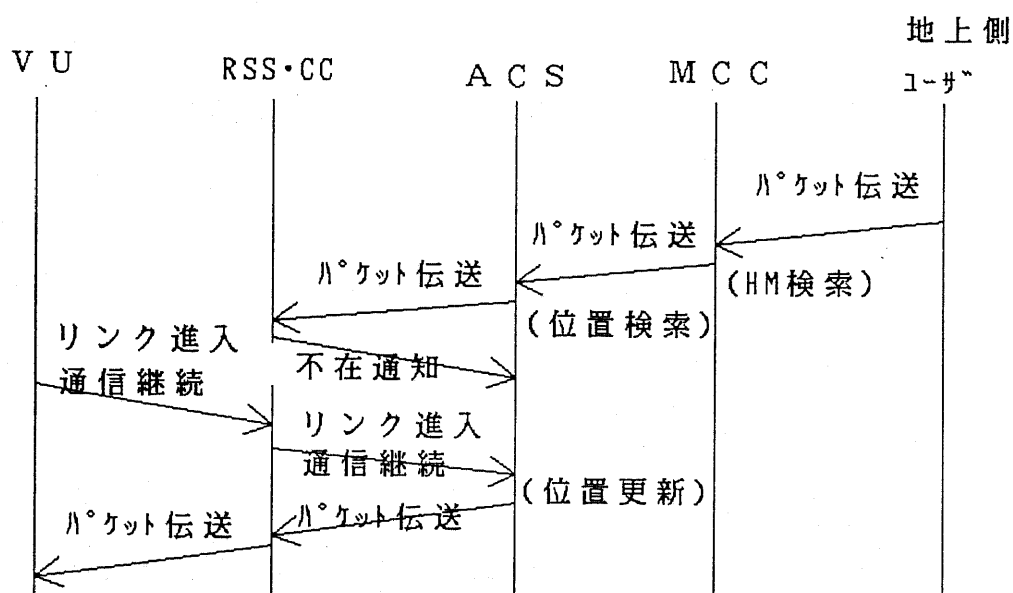 VU
RSS・CC
ACS
MCC
地上側
ユーザ
パケット伝送
パケット伝送
(HM検索)
パケット伝送
(位置検索)
リンク進入
通信継続
不在通知
リンク進入
通信継続
(位置更新)
パケット伝送
パケット伝送